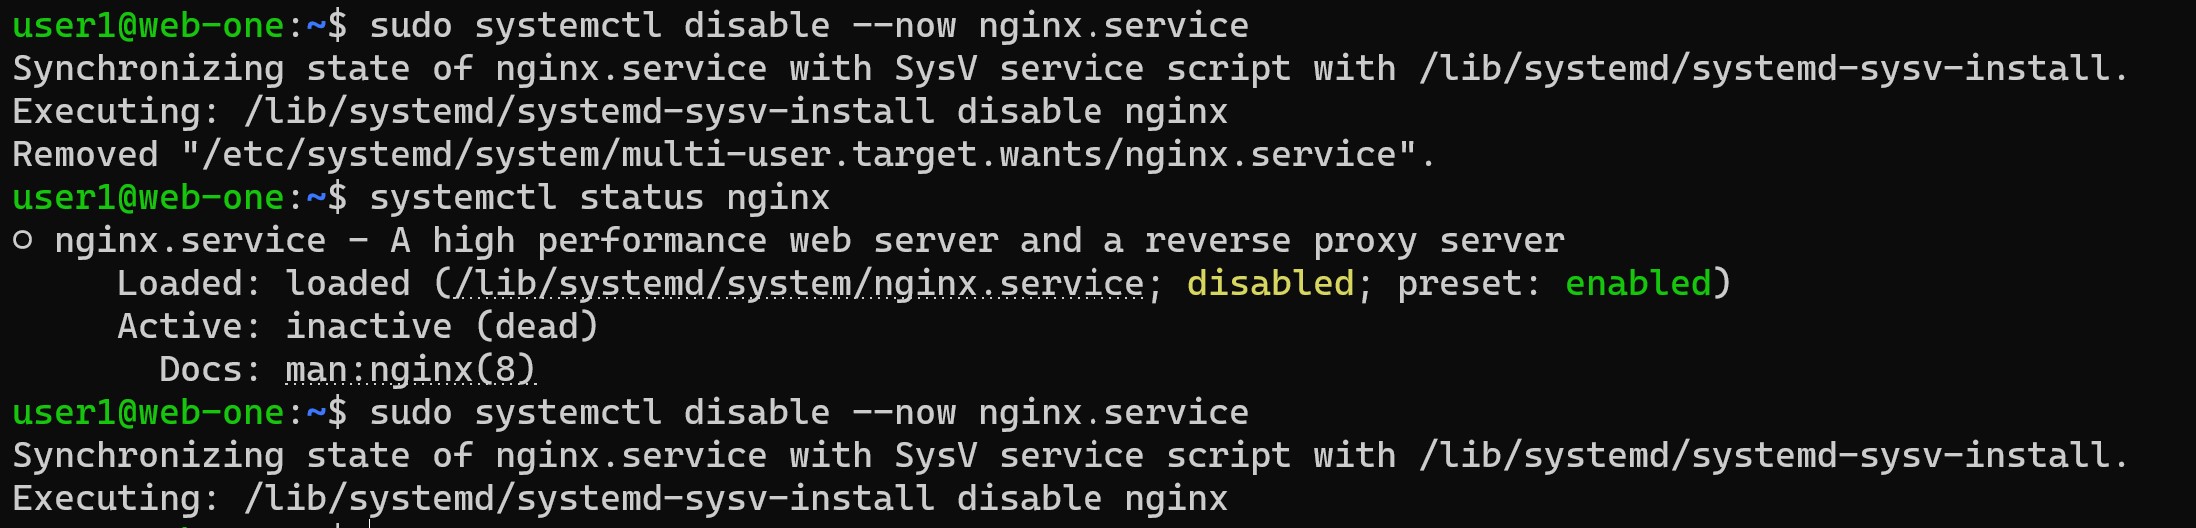 user1@web-one:~$ sudo systemctl disable --now nginx.service
Synchronizing state of nginx.service with SysV service script with /lib/systemd/systemd-sysv-install.
Executing: /lib/systemd/systemd-sysv-install disable nginx
Removed "/etc/systemd/system/multi-user.target.wants/nginx.service".
user1@web-one:~$ systemctl status nginx
○ nginx.service - A high performance web server and a reverse proxy server
     Loaded: loaded (/lib/systemd/system/nginx.service; disabled; preset: enabled)
     Active: inactive (dead)
       Docs: man:nginx(8)
user1@web-one:~$ sudo systemctl disable --now nginx.service
Synchronizing state of nginx.service with SysV service script with /lib/systemd/systemd-sysv-install.
Executing: /lib/systemd/systemd-sysv-install disable nginx